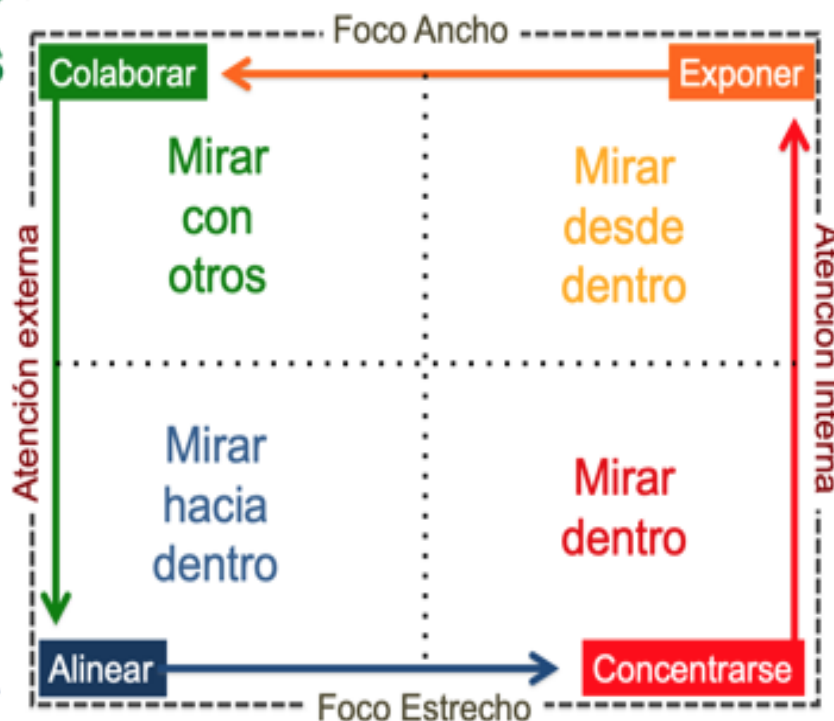 Foco Ancho
s
Colaborar
Exponer
Mirar
con
otros
Mirar
desde
dentro
Atención externa
Atención Interna
Mirar
hacia
dentro
Mirar
dentro
Alinear
Concentrarse
Foco Estrecho